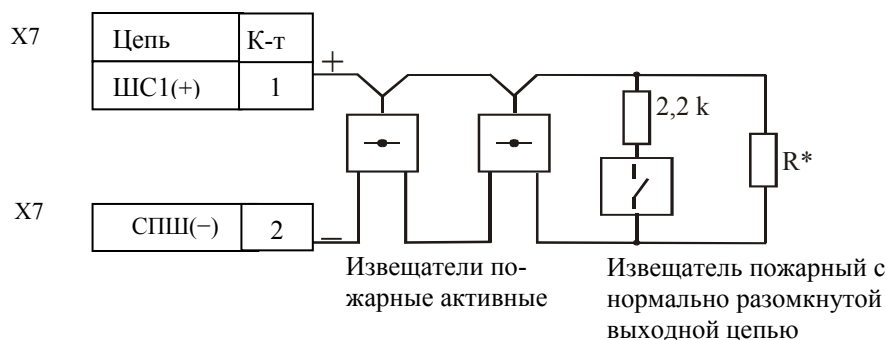 X7
Цепь К-т
ШС1(+) 1
+
2,2 k
R*
X7
СПШ(−) 2
−
Извещатели по-
жарные активные
Извещатель пожарный с
нормально разомкнутой
выходной цепью